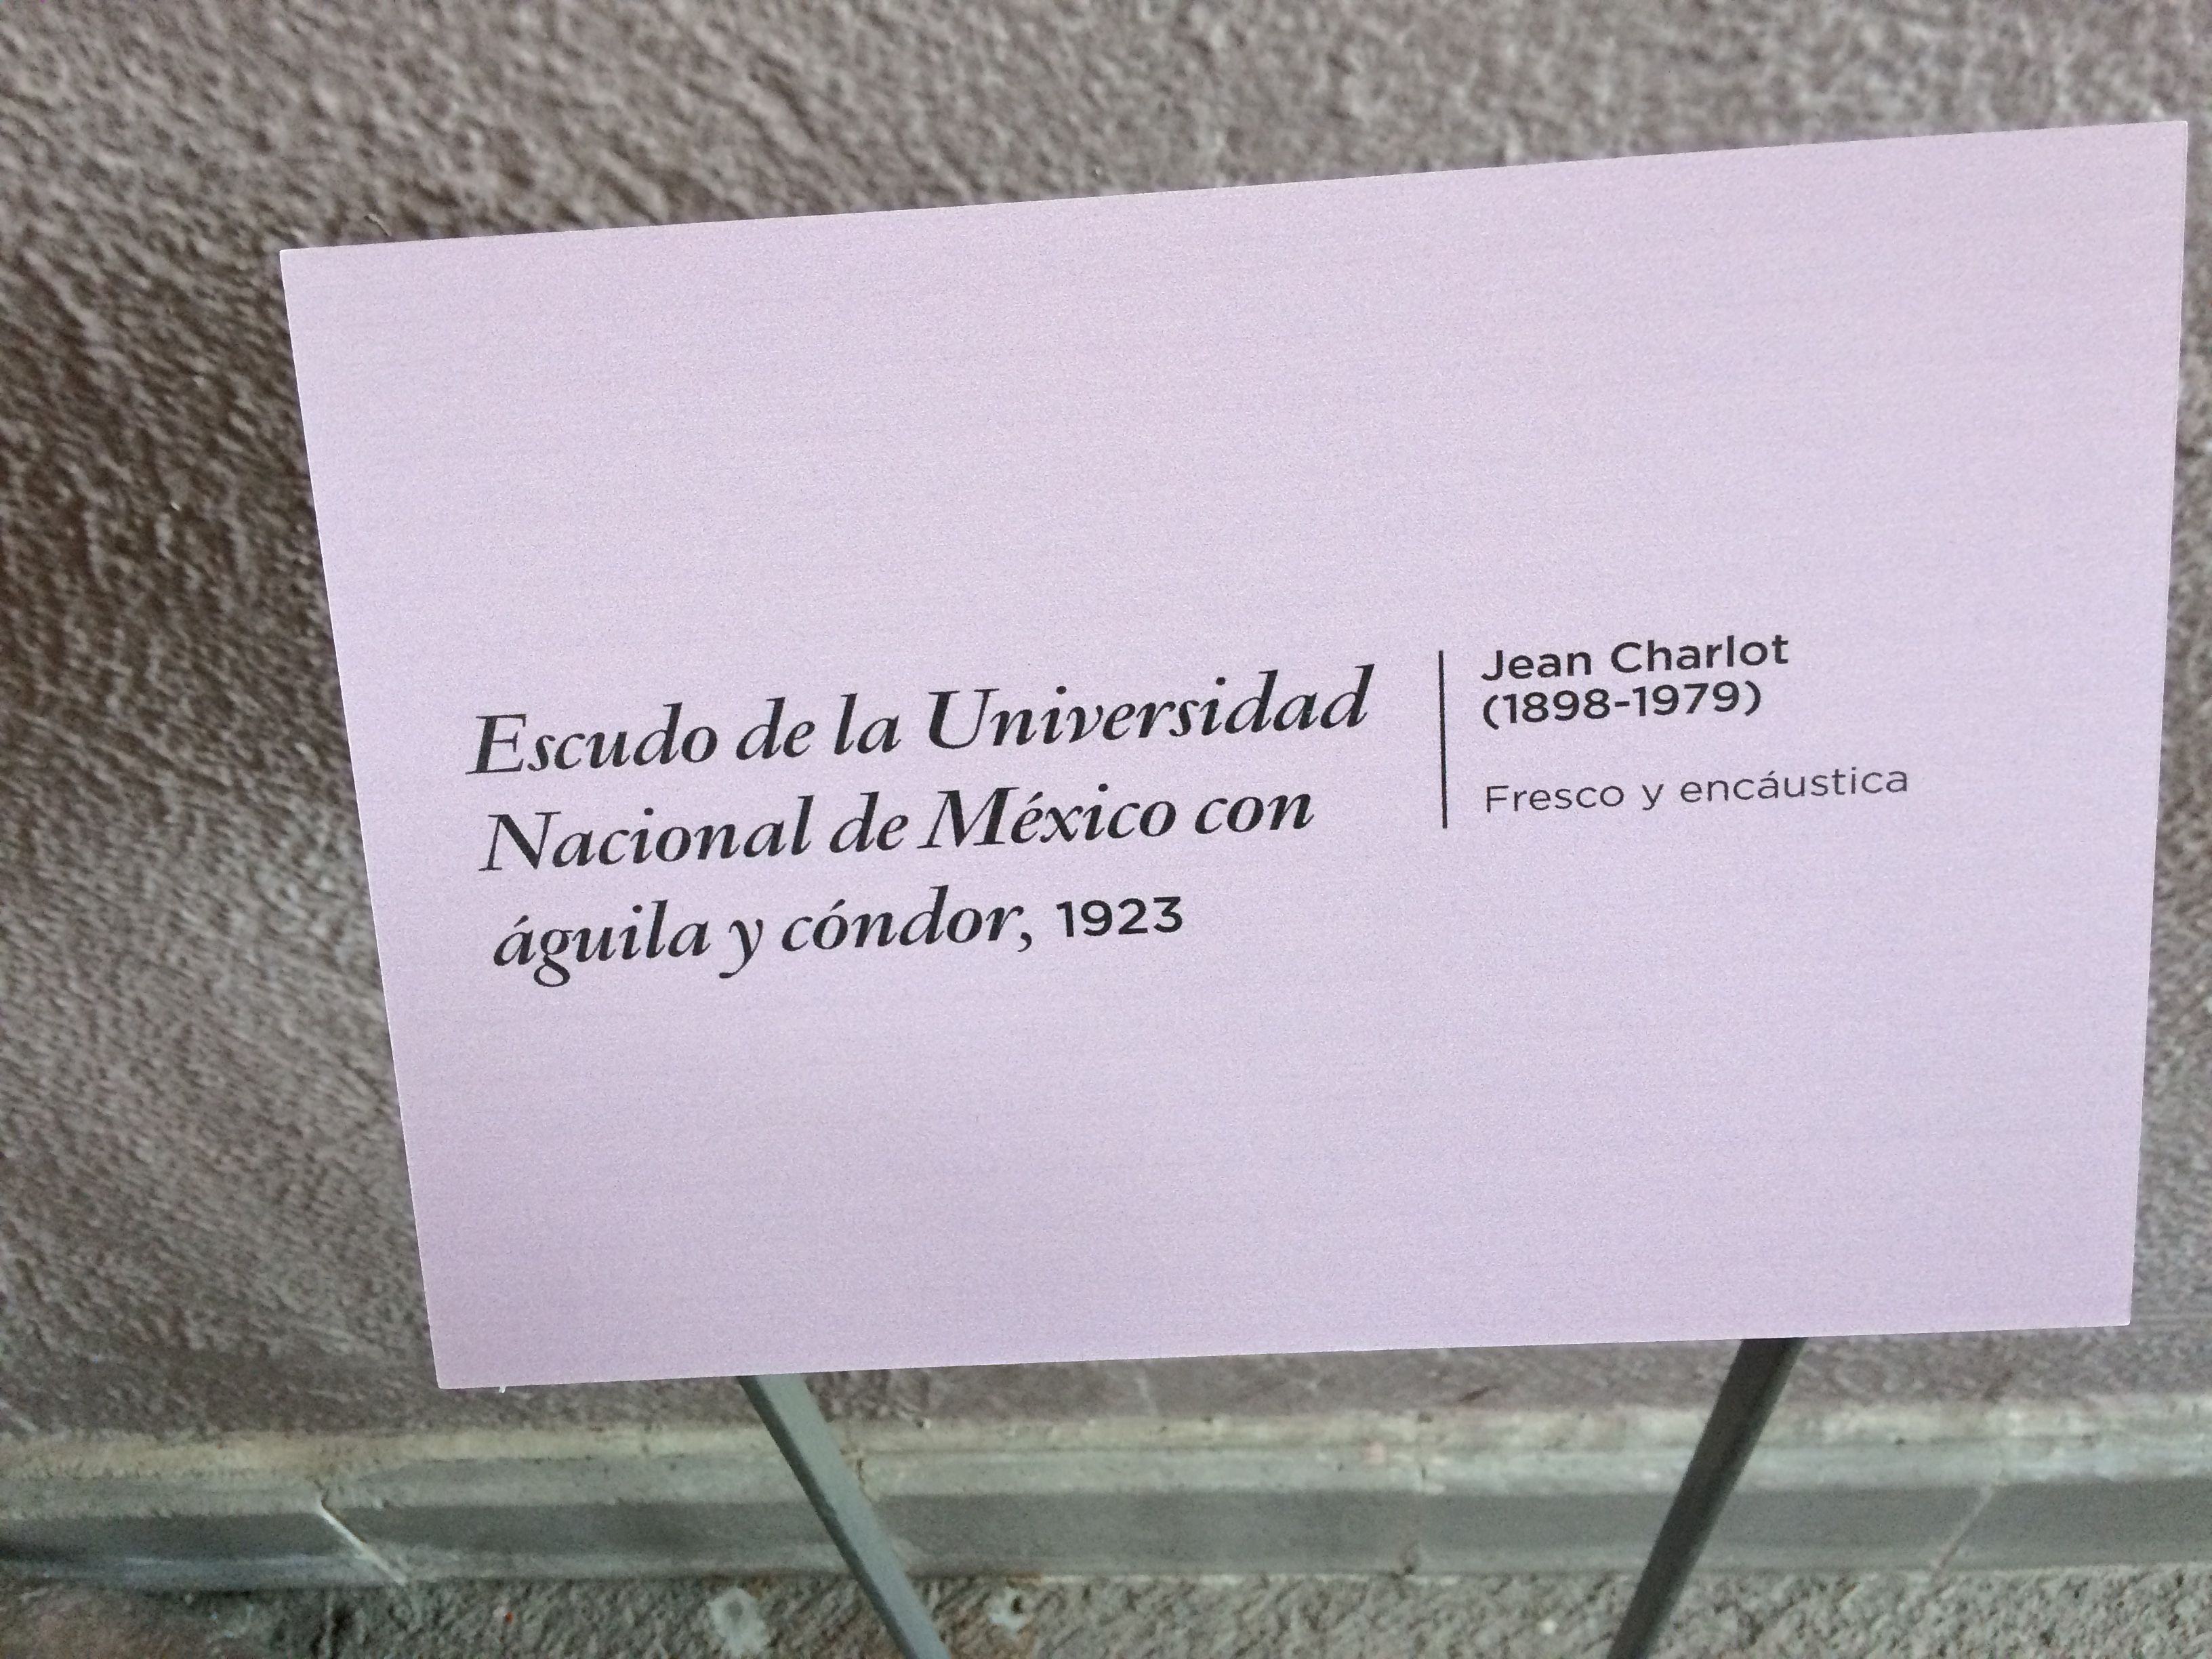 Escudo de la Universidad
Nacional de México con
águila y cóndor, 1923
Jean Charlot
(1898-1979)
Fresco y encáustica